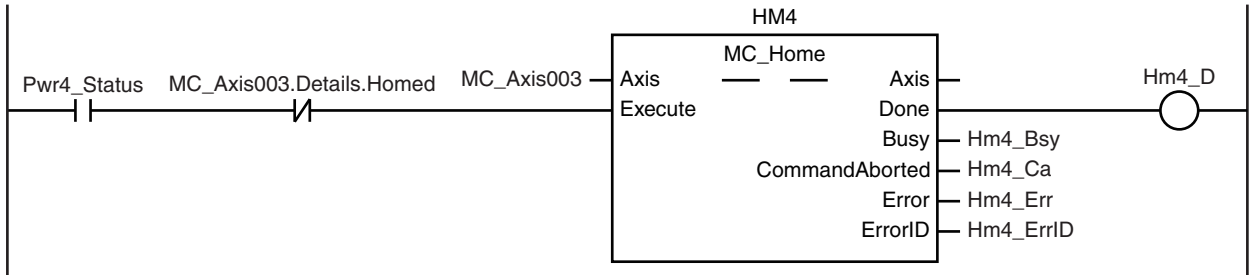 HM4
MC_Home
Pwr4_Status MC_Axis003.Details.Homed MC_Axis003 Axis Axis Hm4_D
Execute Done
Busy Hm4_Bsy
CommandAborted Hm4_Ca
Error Hm4_Err
ErrorID Hm4_ErrID